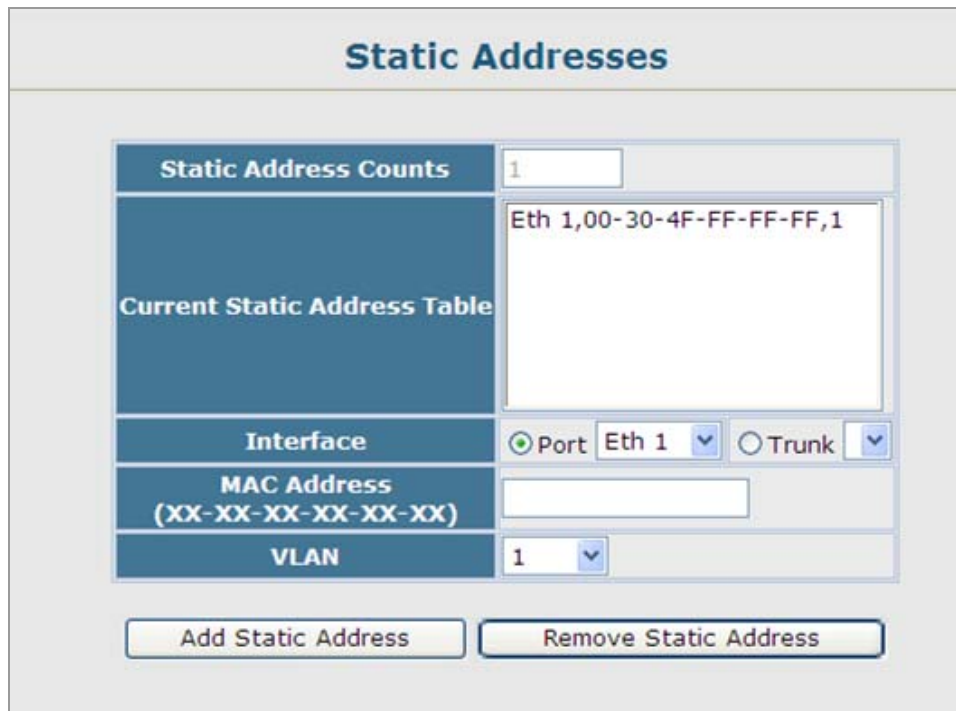 Static Addresses
Static Address Counts 1
Current Static Address Table Eth 1,00-30-4F-FF-FF-FF,1
Interface Port Eth 1 Trunk
MAC Address
(XX-XX-XX-XX-XX-XX)
VLAN 1
Add Static Address Remove Static Address